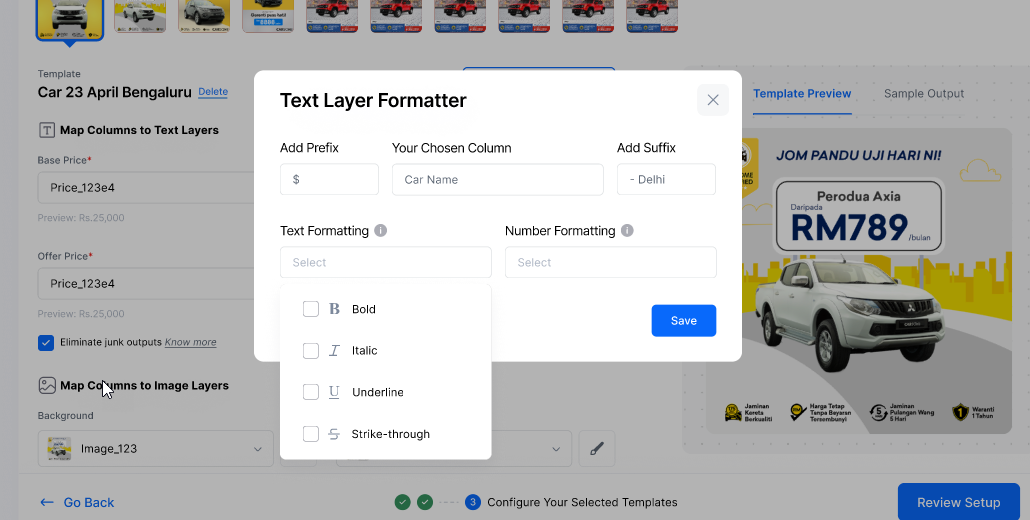 Template
Car 23 April Bengaluru Delete
Map Columns to Text Layers
Base Price*
Price_123e4
Preview: Rs.25,000
Offer Price*
Price_123e4
Preview: Rs.25,000
Eliminate junk outputs Know more
Map Columns to Image Layers
Background
Image_123
Text Layer Formatter
Add Prefix
Your Chosen Column
Add Suffix
$
Car Name
- Delhi
Text Formatting
Number Formatting
Select
Select
B Bold
I Italic
U Underline
S Strike-through
Save
Template Preview
Sample Output
JOM PANDU UJI HARI NI!
Perodua Axia
Daripada
RM789 /bulan
Jaminan
Kereta
Berkualiti
Harga Tetap
Tanpa Bayaran
Tersembunyi
5
Jaminan
Pulangan Wang
5 Hari
1
Waranti
1 Tahun
Go Back
3 Configure Your Selected Templates
Review Setup